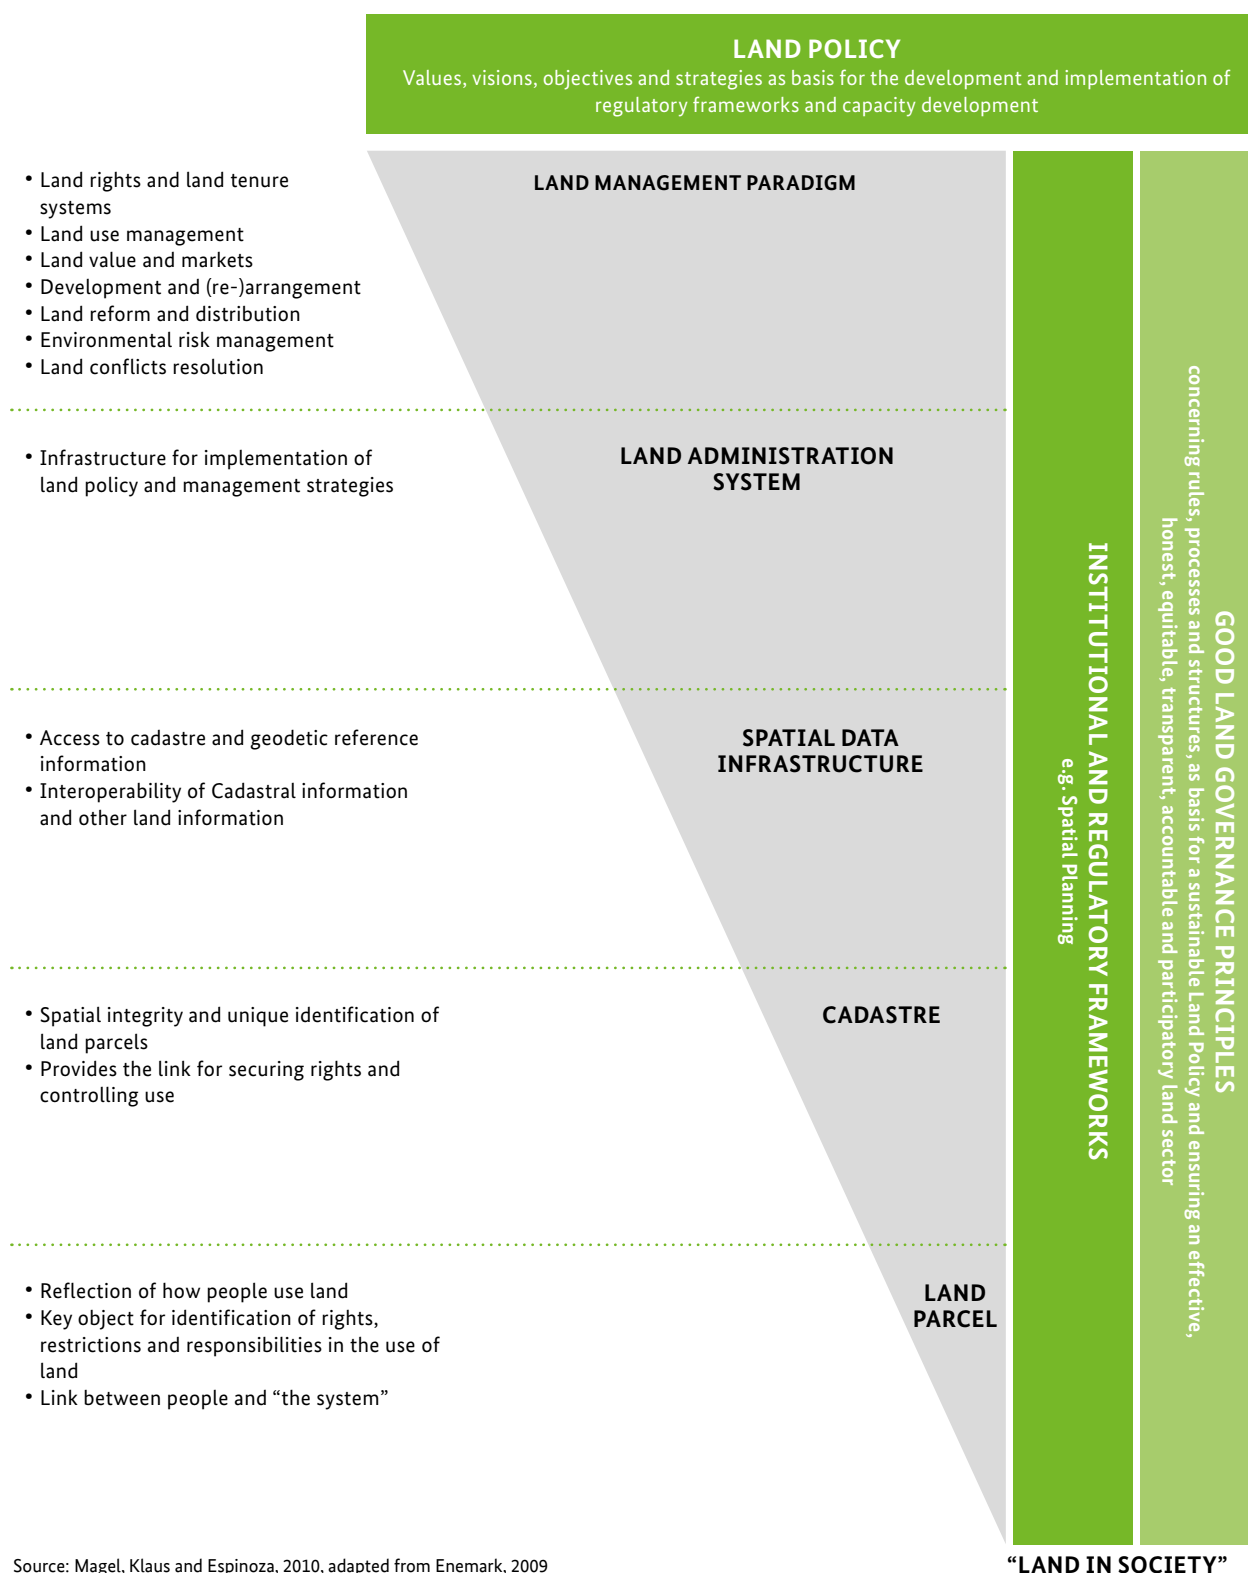 LAND POLICY
Values, visions, objectives and strategies as basis for the development and implementation of
regulatory frameworks and capacity development
LAND MANAGEMENT PARADIGM
• Land rights and land tenure
systems
• Land use management
• Land value and markets
• Development and (re-)arrangement
• Land reform and distribution
• Environmental risk management
• Land conflicts resolution
LAND ADMINISTRATION
SYSTEM
• Infrastructure for implementation of
land policy and management strategies
SPATIAL DATA
INFRASTRUCTURE
• Access to cadastre and geodetic reference
information
• Interoperability of Cadastral information
and other land information
CADASTRE
• Spatial integrity and unique identification of
land parcels
• Provides the link for securing rights and
controlling use
LAND
PARCEL
• Reflection of how people use land
• Key object for identification of rights,
restrictions and responsibilities in the use of
land
• Link between people and “the system”
INSTITUTIONAL AND REGULATORY FRAMEWORKS
e.g. Spatial Planning
GOOD LAND GOVERNANCE PRINCIPLES
concerning rules, processes and structures, as basis for a sustainable Land Policy and ensuring an effective,
honest, equitable, transparent, accountable and participatory land sector
Source: Magel, Klaus and Espinoza, 2010, adapted from Enemark, 2009
“LAND IN SOCIETY”